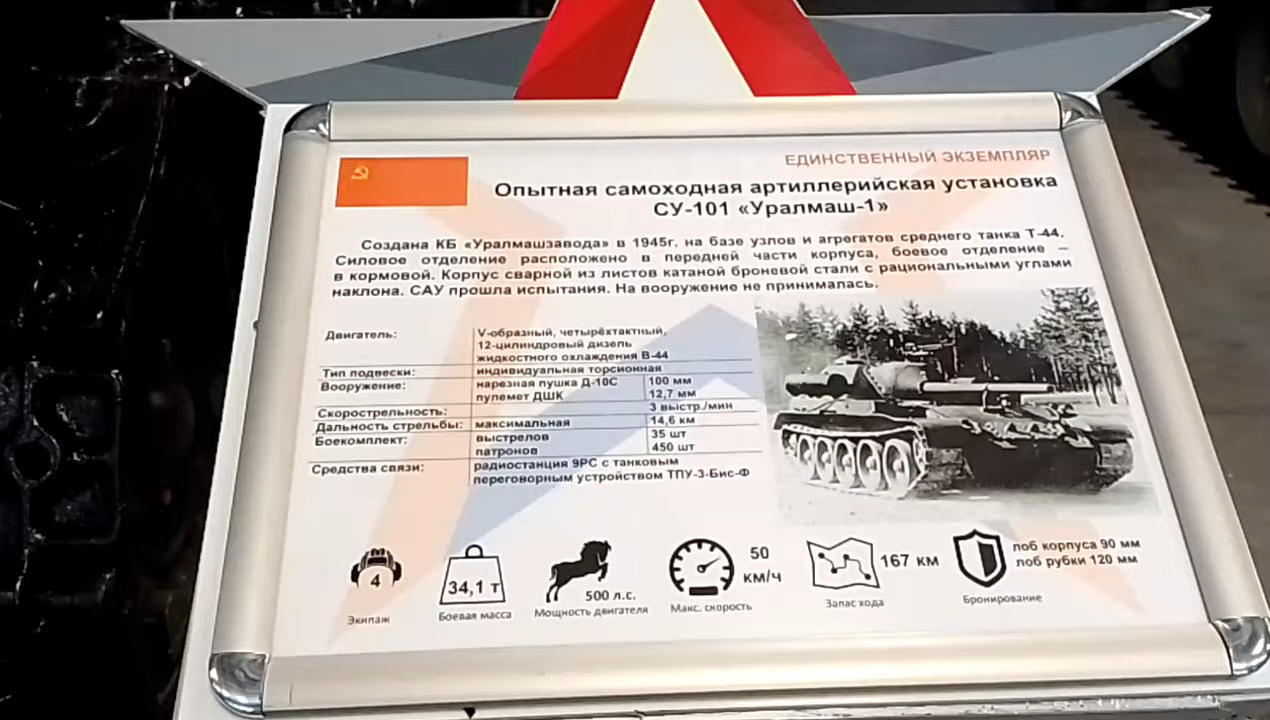 ЕДИНСТВЕННЫЙ ЭКЗЕМПЛЯР
Опытная самоходная артиллерийская установка
СУ-101 «Уралмаш-1»
Создана КБ «Уралмашзавода» в 1945г. на базе узлов и агрегатов среднего танка Т-44.
Силовое отделение расположено в передней части корпуса, боевое отделение –
в кормовой. Корпус сварной из листов катаной броневой стали с рациональными углами
наклона. САУ прошла испытания. На вооружение не принималась.
Двигатель: V-образный, четырёхтактный,
12-цилиндровый дизель
жидкостного охлаждения В-44
Тип подвески: индивидуальная торсионная
Вооружение: нарезная пушка Д-10С 100 мм
пулемет ДШК 12,7 мм
Скорострельность: 3 выстр./мин
Дальность стрельбы: максимальная 14,6 км
Боекомплект: выстрелов 35 шт
патронов 450 шт
Средства связи: радиостанция 9РС с танковым
переговорным устройством ТПУ-3-Бис-Ф
4
Экипаж
34,1 т
Боевая масса
500 л.с.
Мощность двигателя
50
км/ч
Макс. скорость
167 км
Запас хода
лоб корпуса 90 мм
лоб рубки 120 мм
Бронирование